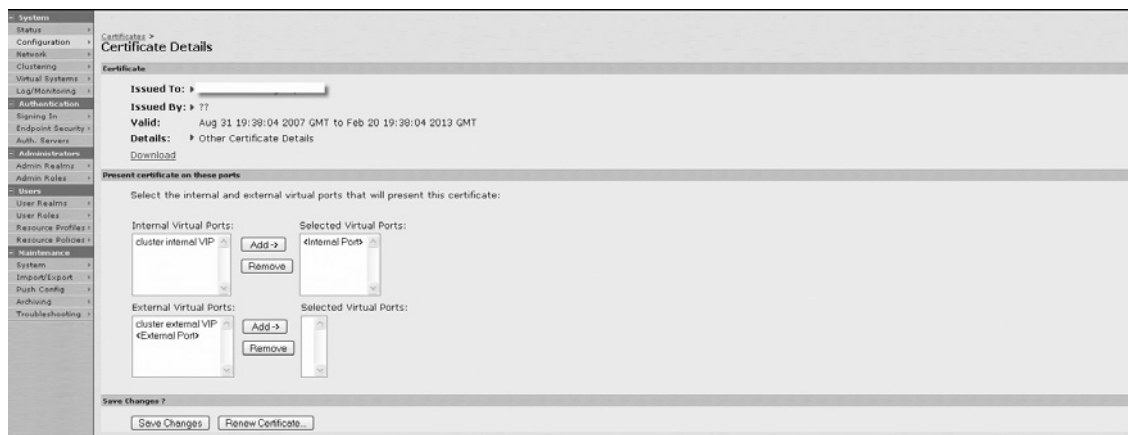 System
Status
Configuration
Network
Clustering
Virtual Systems
Log/Monitoring
Authentication
Signing In
Endpoint Security
Auth. Servers
Administrators
Admin Realms
Admin Roles
Users
User Realms
User Roles
Resource Profiles
Resource Policies
Maintenance
System
Import/Export
Push Config
Archiving
Troubleshooting
Certificates >
Certificate Details
Certificate
Issued To:
Issued By: ??
Valid: Aug 31 19:38:04 2007 GMT to Feb 20 19:38:04 2013 GMT
Details: Other Certificate Details
Download
Present certificate on these ports
Select the internal and external virtual ports that will present this certificate:
Internal Virtual Ports: Selected Virtual Ports:
cluster internal VIP Add -> <Internal Port>
Remove
External Virtual Ports: Selected Virtual Ports:
cluster external VIP Add ->
<External Port>
Remove
Save Changes ?
Save Changes Renew Certificate...